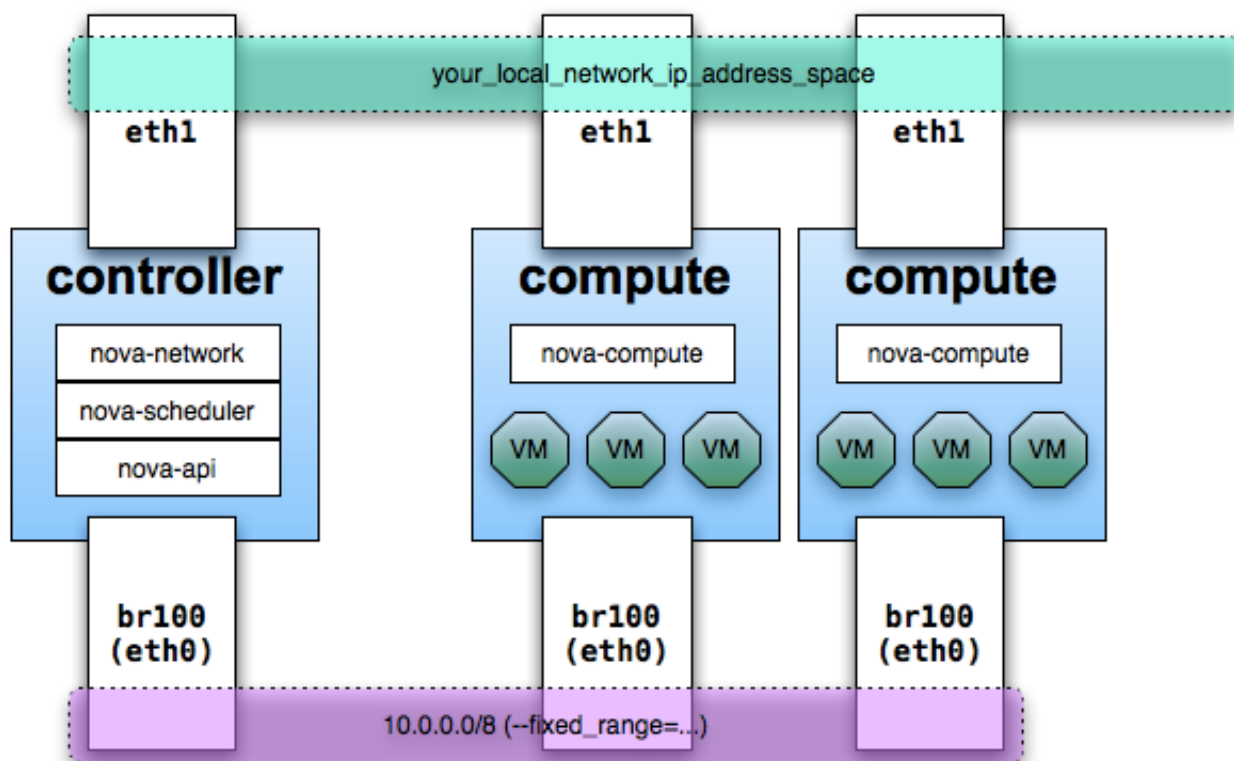 your_local_network_ip_address_space
eth1
eth1
eth1
controller
compute
compute
nova-network
nova-compute
nova-compute
nova-scheduler
nova-api
VM
VM
VM
VM
VM
VM
br100
(eth0)
br100
(eth0)
br100
(eth0)
10.0.0.0/8 (--fixed_range=...)